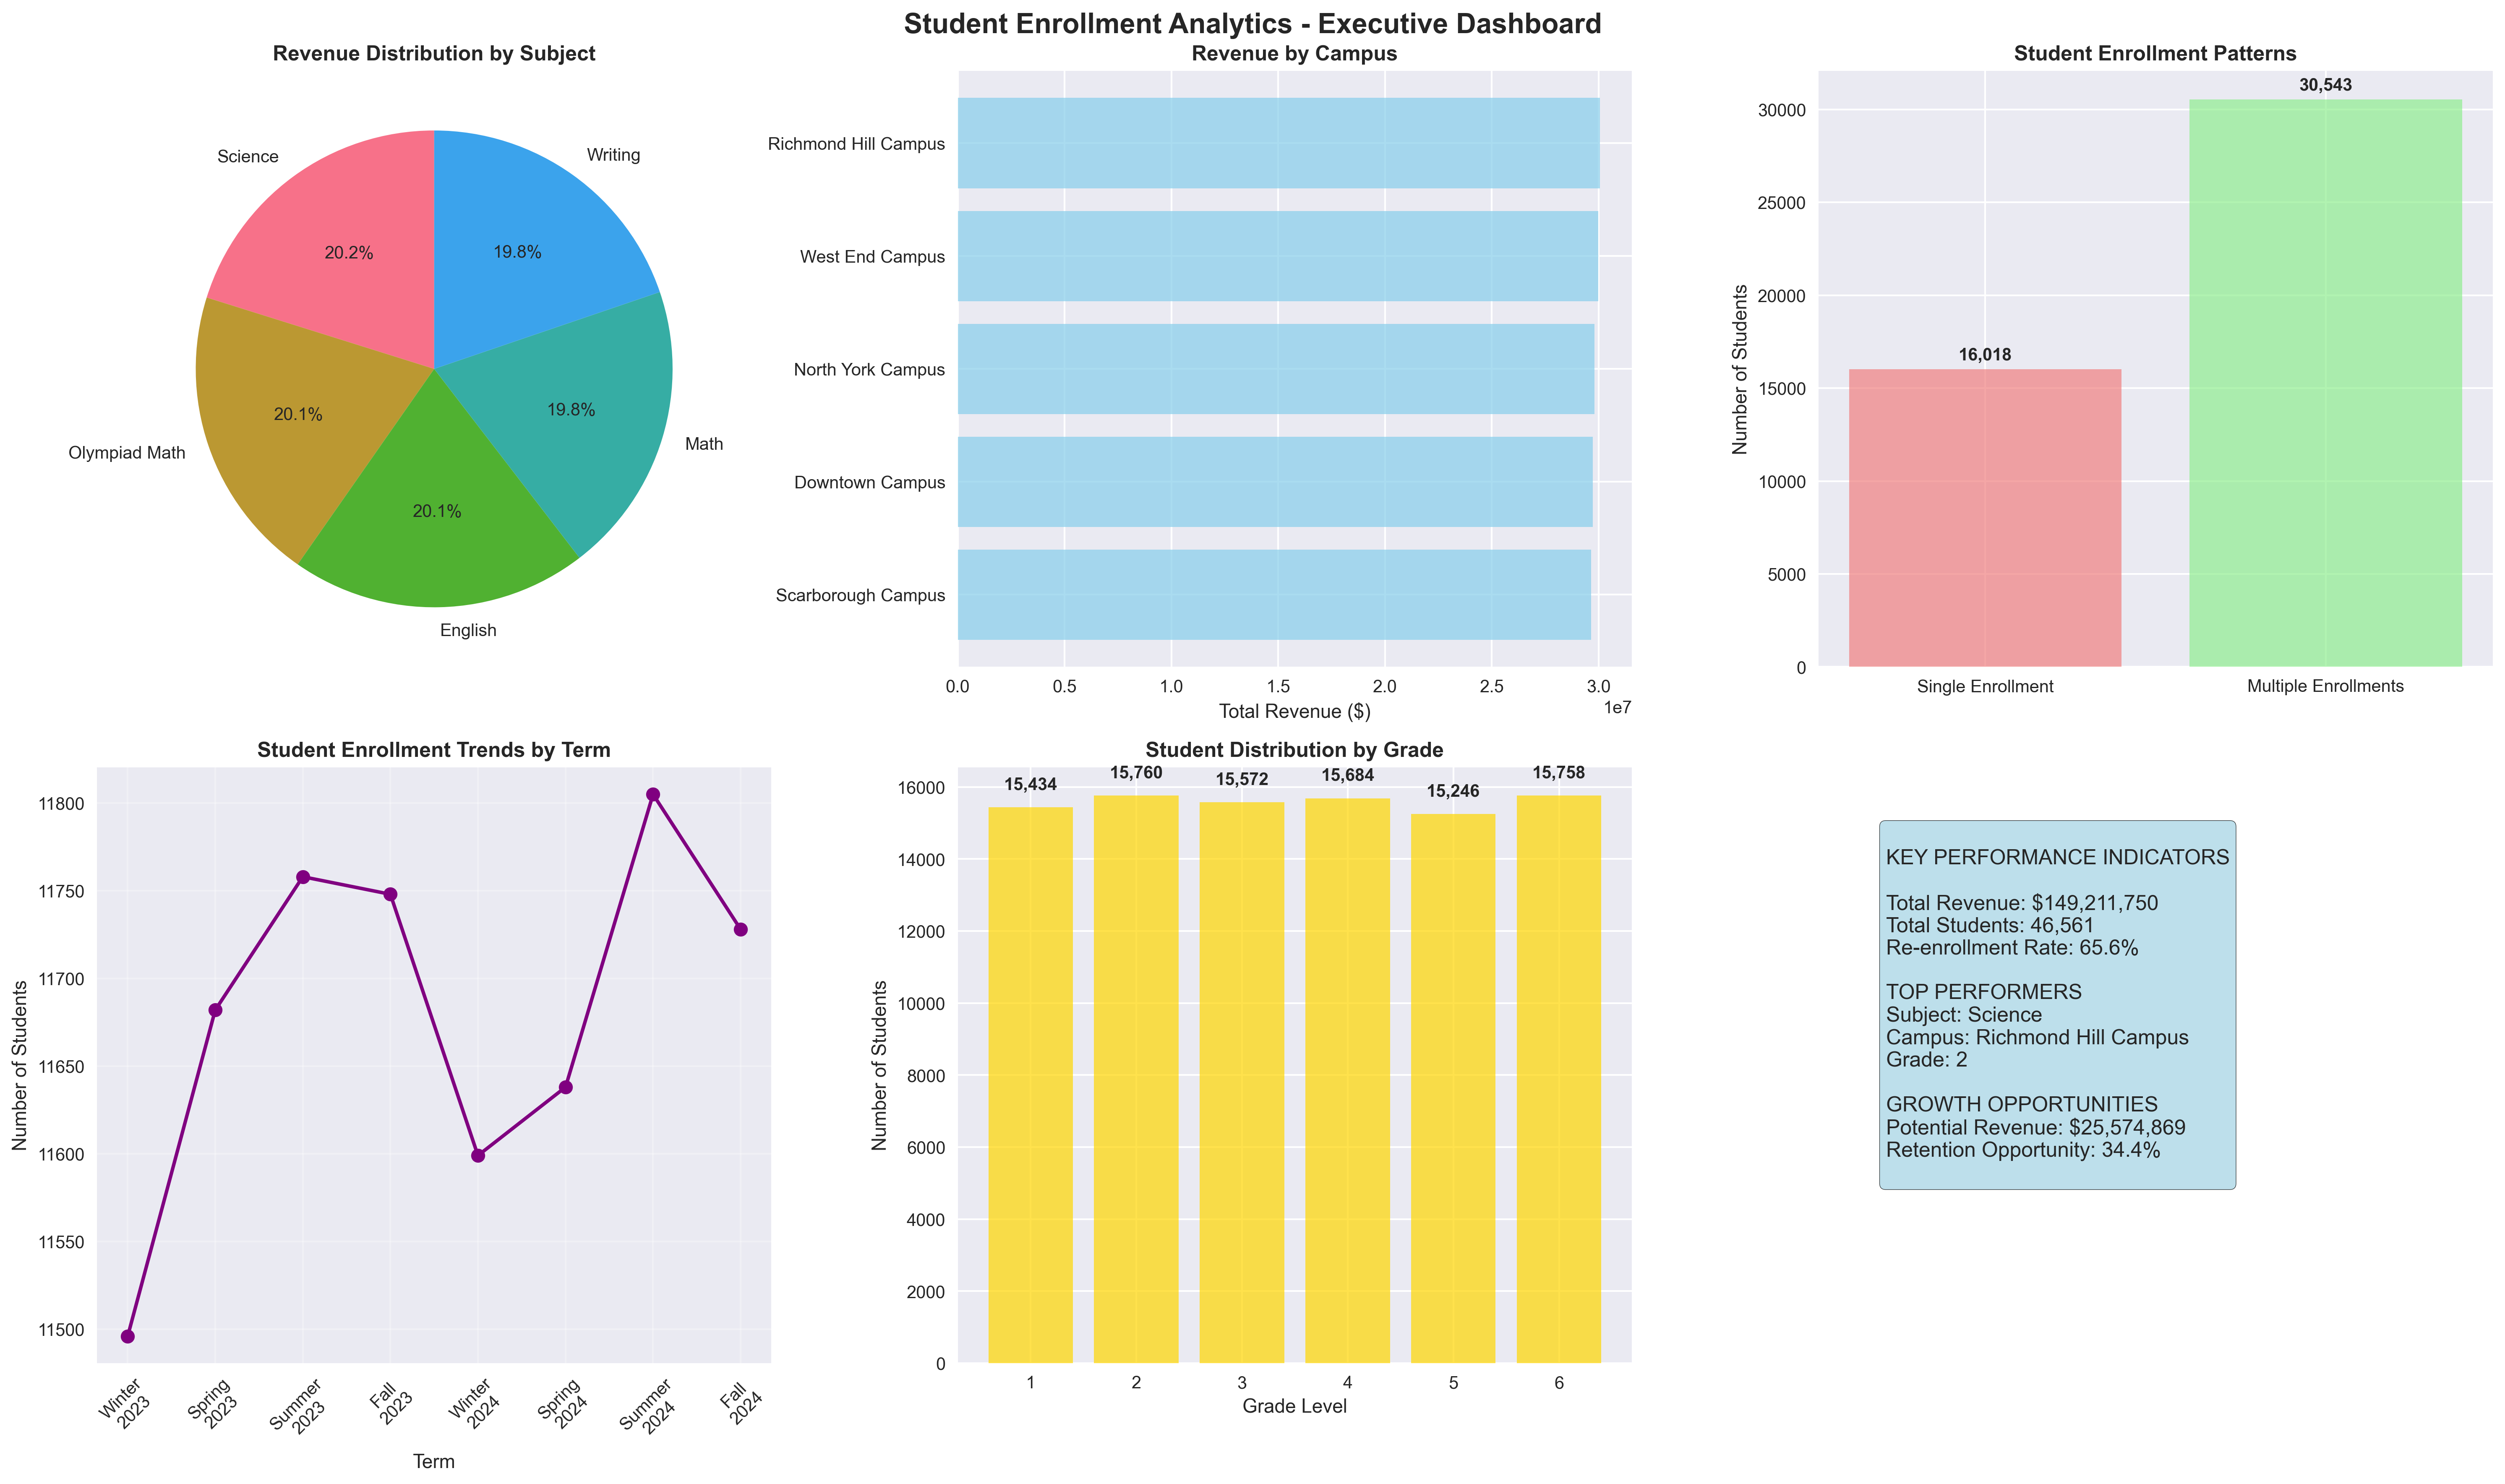 Student Enrollment Analytics - Executive Dashboard
Revenue Distribution by Subject
Science
Writing
20.2%
19.8%
20.1%
19.8%
Olympiad Math
Math
20.1%
English
Revenue by Campus
Richmond Hill Campus
West End Campus
North York Campus
Downtown Campus
Scarborough Campus
0.0 0.5 1.0 1.5 2.0 2.5 3.0
1e7
Total Revenue ($)
Student Enrollment Patterns
Number of Students
30000
25000
20000
15000
10000
5000
0
16,018
30,543
Single Enrollment
Multiple Enrollments
Student Enrollment Trends by Term
Number of Students
11800
11750
11700
11650
11600
11550
11500
Winter
2023
Spring
2023
Summer
2023
Fall
2023
Winter
2024
Spring
2024
Summer
2024
Fall
2024
Term
Student Distribution by Grade
Number of Students
16000
14000
12000
10000
8000
6000
4000
2000
0
15,434
15,760
15,572
15,684
15,246
15,758
1 2 3 4 5 6
Grade Level
KEY PERFORMANCE INDICATORS
Total Revenue: $149,211,750
Total Students: 46,561
Re-enrollment Rate: 65.6%
TOP PERFORMERS
Subject: Science
Campus: Richmond Hill Campus
Grade: 2
GROWTH OPPORTUNITIES
Potential Revenue: $25,574,869
Retention Opportunity: 34.4%